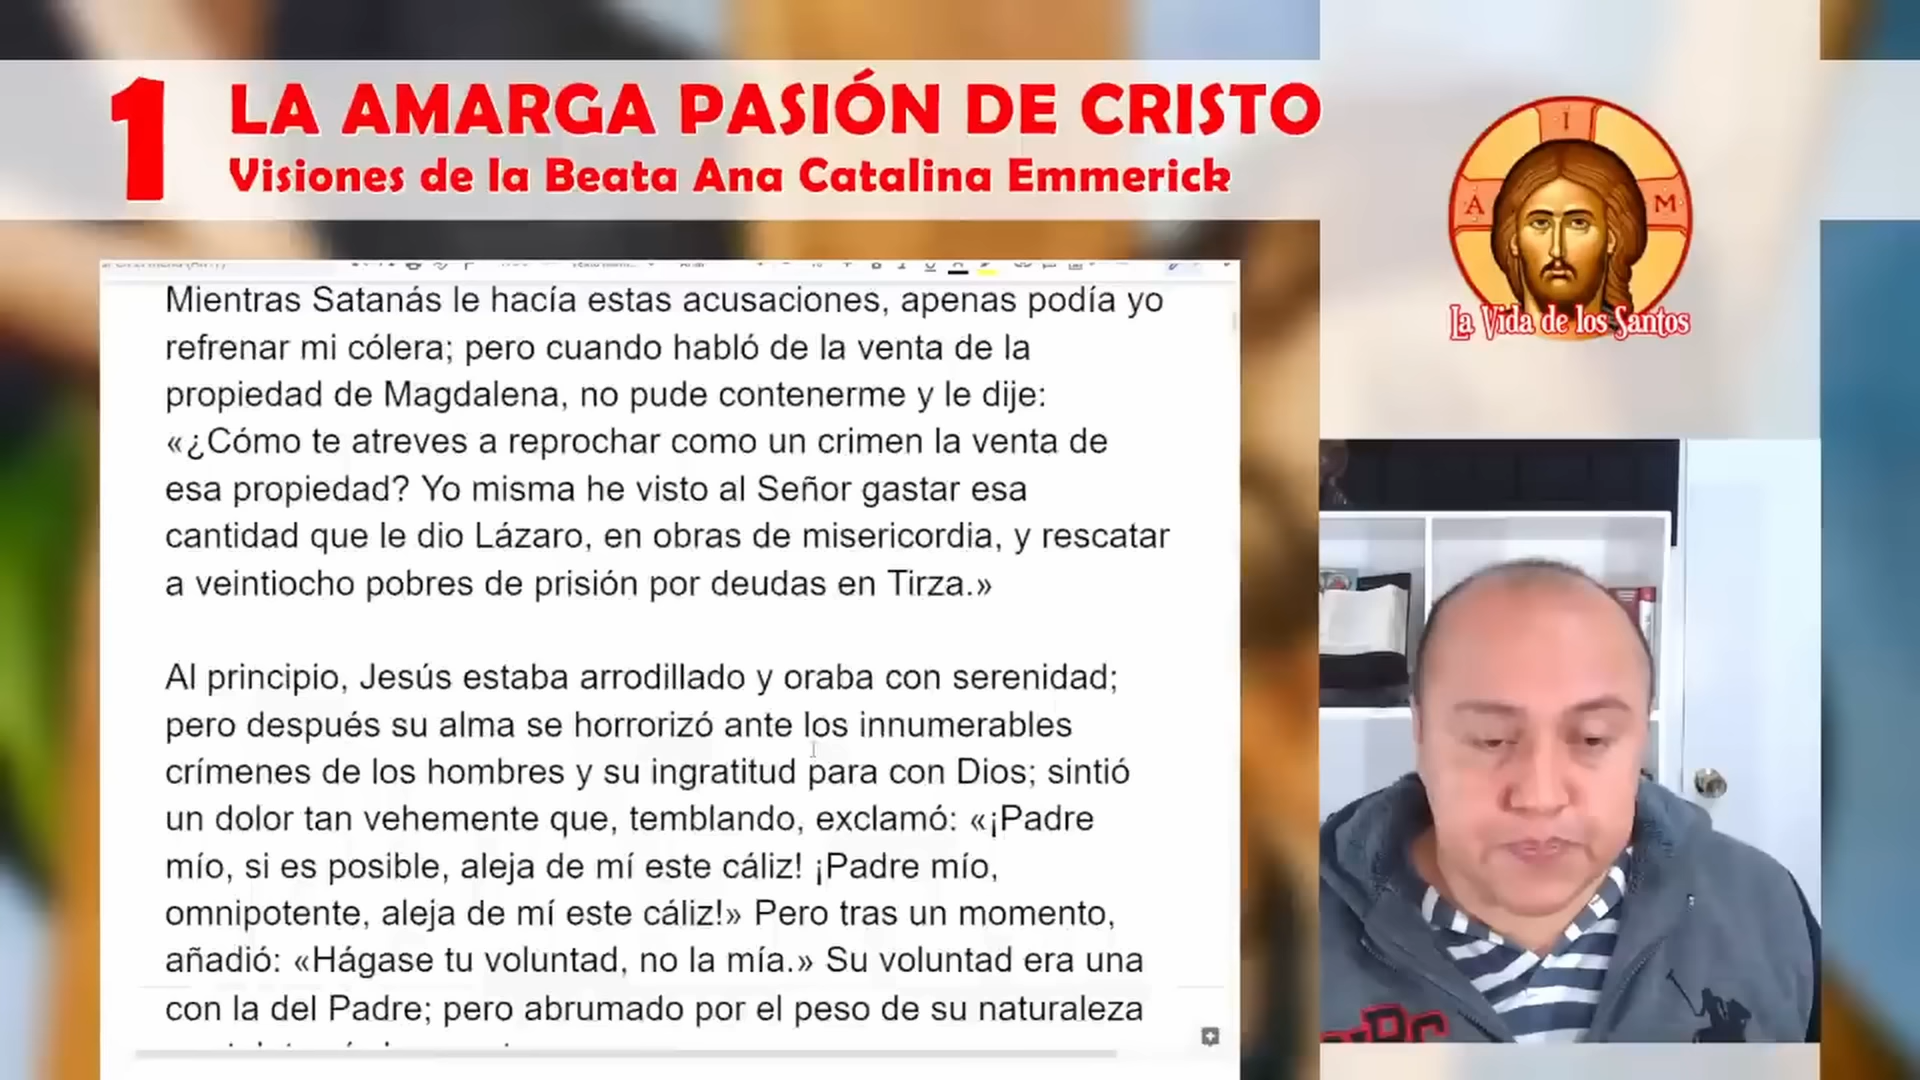 1
LA AMARGA PASIÓN DE CRISTO
Visiones de la Beata Ana Catalina Emmerick
I
A M
La Vida de los Santos
Mientras Satanás le hacía estas acusaciones, apenas podía yo
refrenar mi cólera; pero cuando habló de la venta de la
propiedad de Magdalena, no pude contenerme y le dije:
«¿Cómo te atreves a reprochar como un crimen la venta de
esa propiedad? Yo misma he visto al Señor gastar esa
cantidad que le dio Lázaro, en obras de misericordia, y rescatar
a veintiocho pobres de prisión por deudas en Tirza.»
Al principio, Jesús estaba arrodillado y oraba con serenidad;
pero después su alma se horrorizó ante los innumerables
crímenes de los hombres y su ingratitud para con Dios; sintió
un dolor tan vehemente que, temblando, exclamó: «¡Padre
mío, si es posible, aleja de mí este cáliz! ¡Padre mío,
omnipotente, aleja de mí este cáliz!» Pero tras un momento,
añadió: «Hágase tu voluntad, no la mía.» Su voluntad era una
con la del Padre; pero abrumado por el peso de su naturaleza